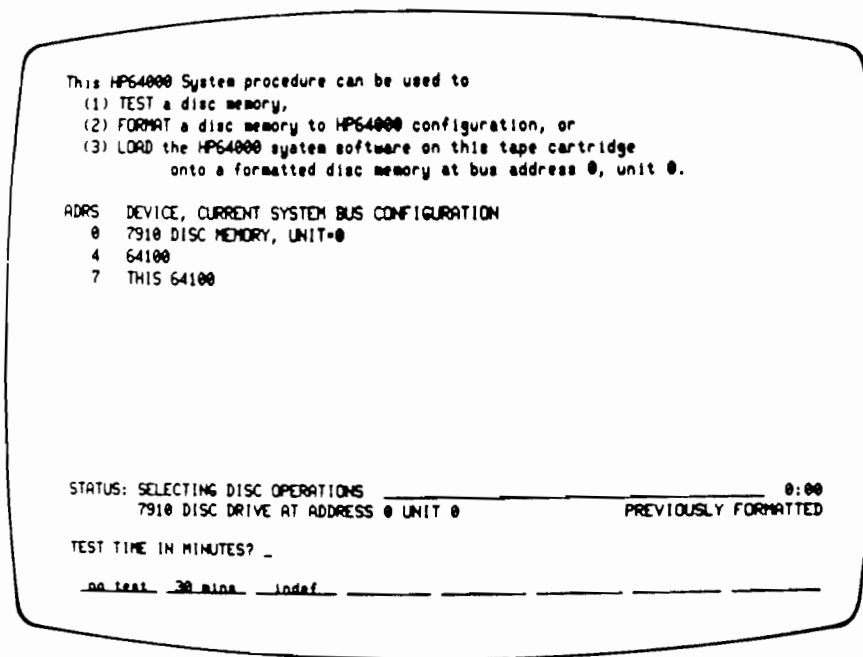 This HP64000 System procedure can be used to
(1) TEST a disc memory,
(2) FORMAT a disc memory to HP64000 configuration, or
(3) LOAD the HP64000 system software on this tape cartridge
onto a formatted disc memory at bus address 0, unit 0.
ADRS DEVICE, CURRENT SYSTEM BUS CONFIGURATION
0 7910 DISC MEMORY, UNIT=0
4 64100
7 THIS 64100
STATUS: SELECTING DISC OPERATIONS 0:00
7910 DISC DRIVE AT ADDRESS 0 UNIT 0 PREVIOUSLY FORMATTED
TEST TIME IN MINUTES? _
no test 30 mins indef